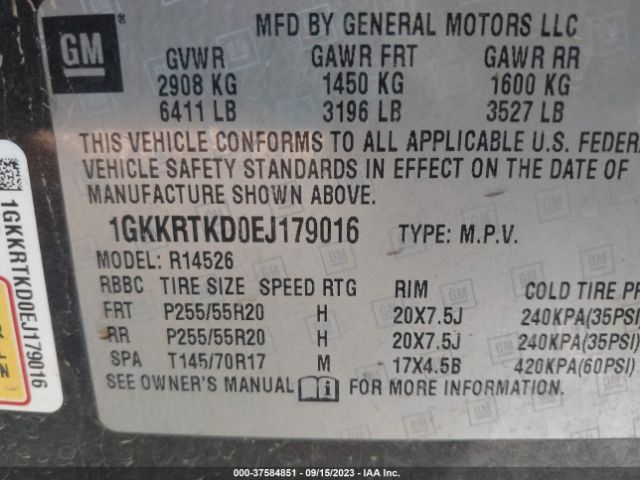 GM
MFD BY GENERAL MOTORS LLC
GVWR GAWR FRT GAWR RR
2908 KG 1450 KG 1600 KG
6411 LB 3196 LB 3527 LB
THIS VEHICLE CONFORMS TO ALL APPLICABLE U.S. FEDERA
VEHICLE SAFETY STANDARDS IN EFFECT ON THE DATE OF
MANUFACTURE SHOWN ABOVE.
1GKKRTKD0EJ179016 TYPE: M.P.V.
MODEL: R14526
RBBC TIRE SIZE SPEED RTG RIM COLD TIRE PR
FRT P255/55R20 H 20X7.5J 240KPA(35PSI)
RR P255/55R20 H 20X7.5J 240KPA(35PSI)
SPA T145/70R17 M 17X4.5B 420KPA(60PSI)
SEE OWNER'S MANUAL FOR MORE INFORMATION.
1GKKRTKD0EJ179016
000-37584851 - 09/15/2023 - IAA Inc.